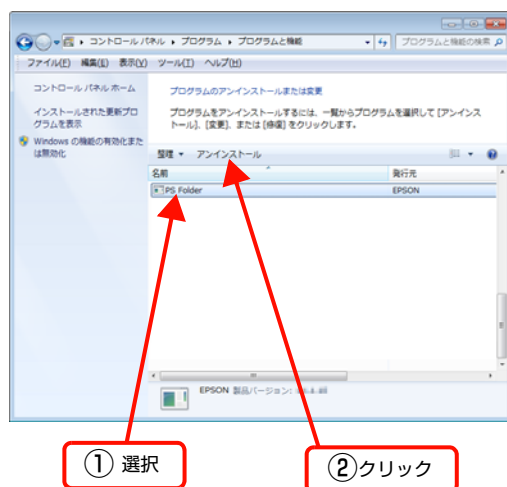 コントロール パネル ▸ プログラム ▸ プログラムと機能
プログラムと機能の検索
ファイル(F) 編集(E) 表示(V) ツール(T) ヘルプ(H)
コントロール パネル ホーム
インストールされた更新プロ
グラムを表示
Windows の機能の有効化また
は無効化
プログラムのアンインストールまたは変更
プログラムをアンインストールするには、一覧からプログラムを選択して [アンインス
トール]、[変更]、または [修復] をクリックします。
整理 ▼ アンインストール
名前 発行元
PS Folder EPSON
EPSON 製品バージョン:
① 選択
②クリック